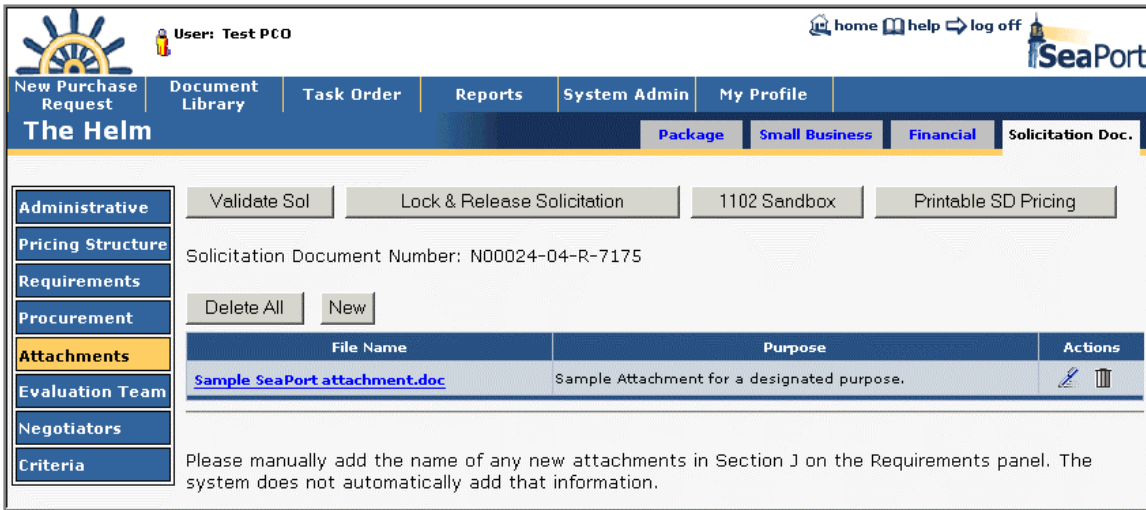 User: Test PCO
home help log off
SeaPort
New Purchase Request
Document Library
Task Order
Reports
System Admin
My Profile
The Helm
Package
Small Business
Financial
Solicitation Doc.
Administrative
Pricing Structure
Requirements
Procurement
Attachments
Evaluation Team
Negotiators
Criteria
Validate Sol
Lock & Release Solicitation
1102 Sandbox
Printable SD Pricing
Solicitation Document Number: N00024-04-R-7175
Delete All
New
File Name
Purpose
Actions
Sample SeaPort attachment.doc
Sample Attachment for a designated purpose.
Please manually add the name of any new attachments in Section J on the Requirements panel. The
system does not automatically add that information.